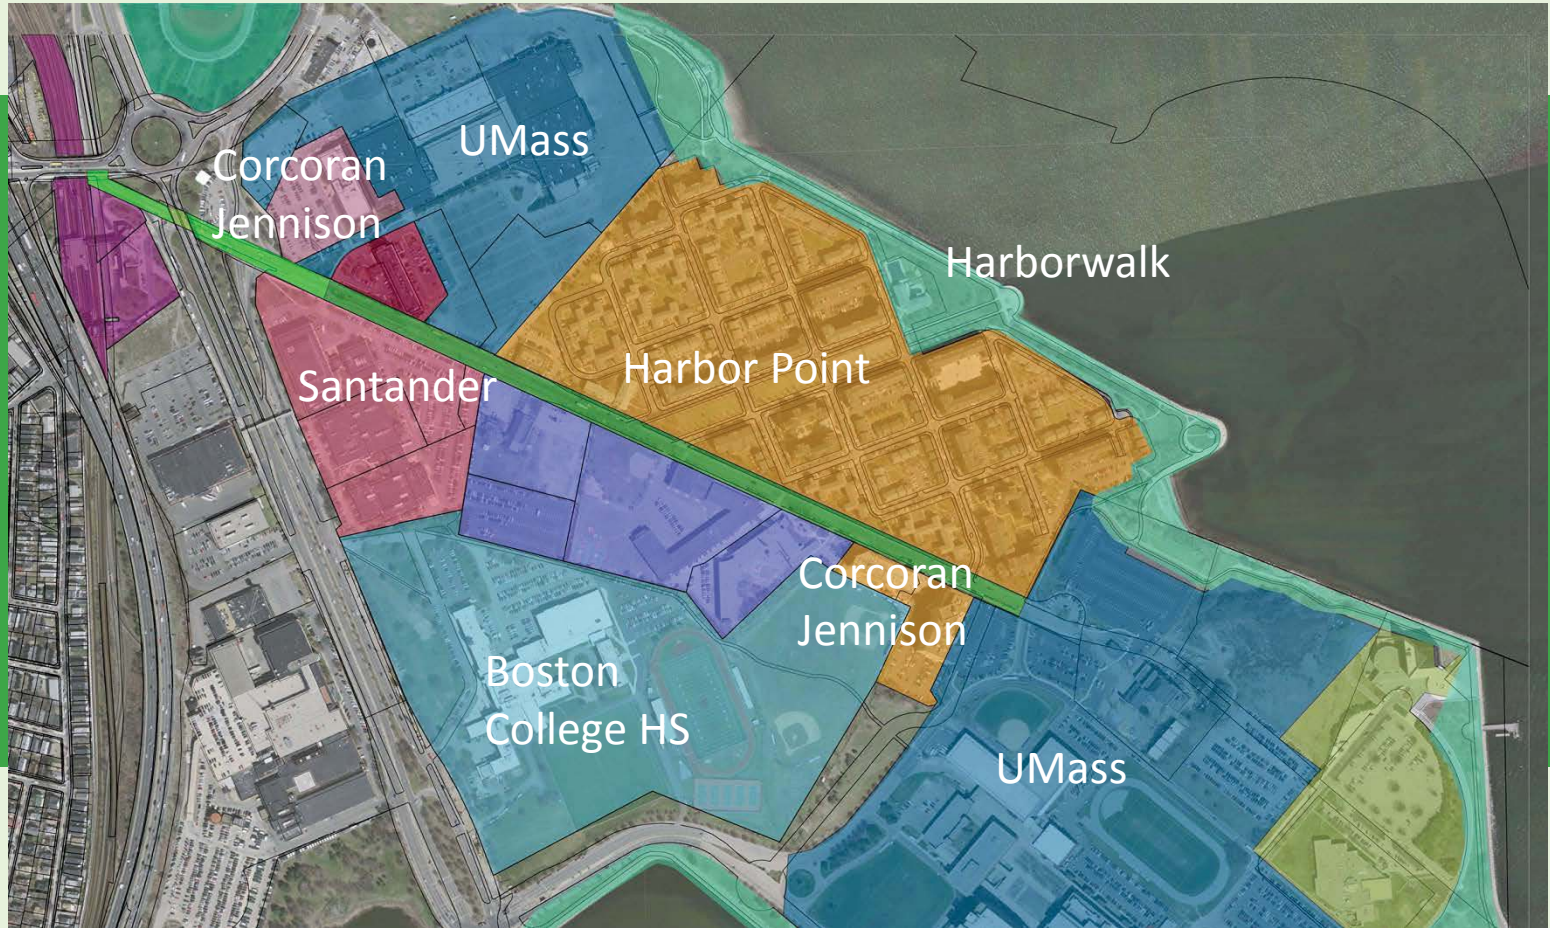 UMass
Corcoran
Jennison
Harborwalk
Harbor Point
Santander
Corcoran
Jennison
Boston
College HS
UMass